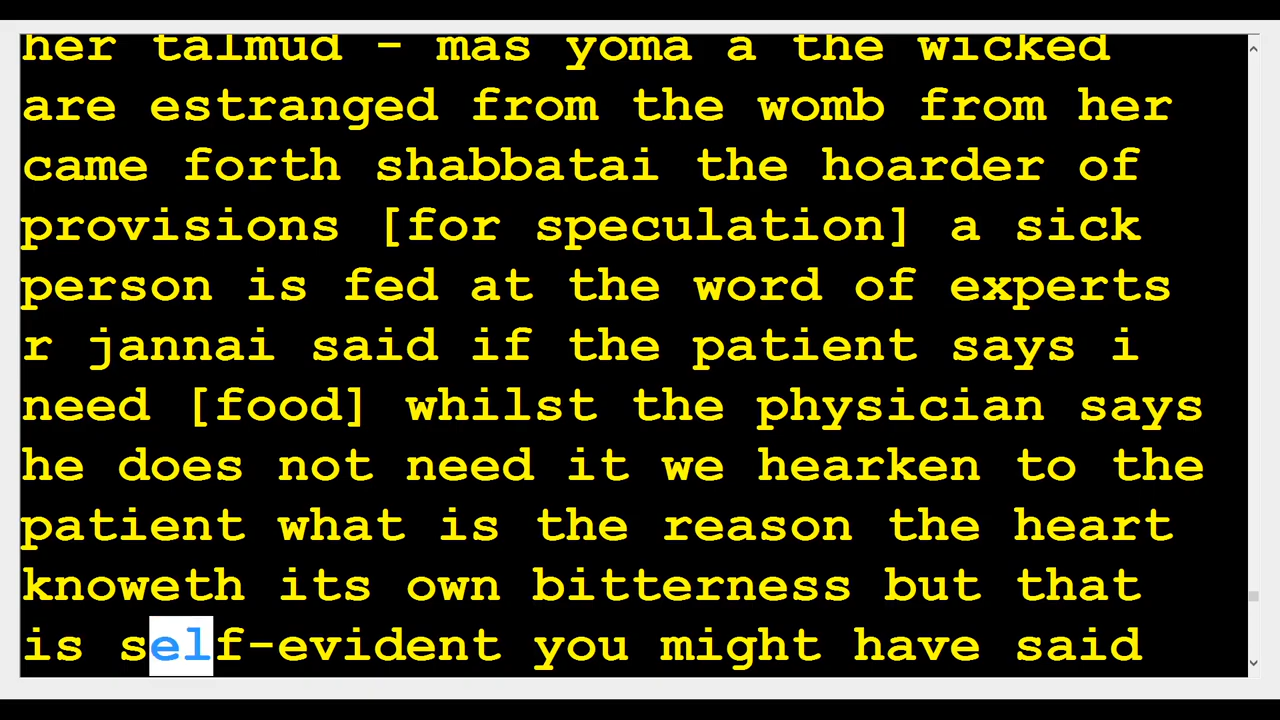 her talmud - mas yoma a the wicked
are estranged from the womb from her
came forth shabbatai the hoarder of
provisions [for speculation] a sick
person is fed at the word of experts
r jannai said if the patient says i
need [food] whilst the physician says
he does not need it we hearken to the
patient what is the reason the heart
knoweth its own bitterness but that
is self-evident you might have said